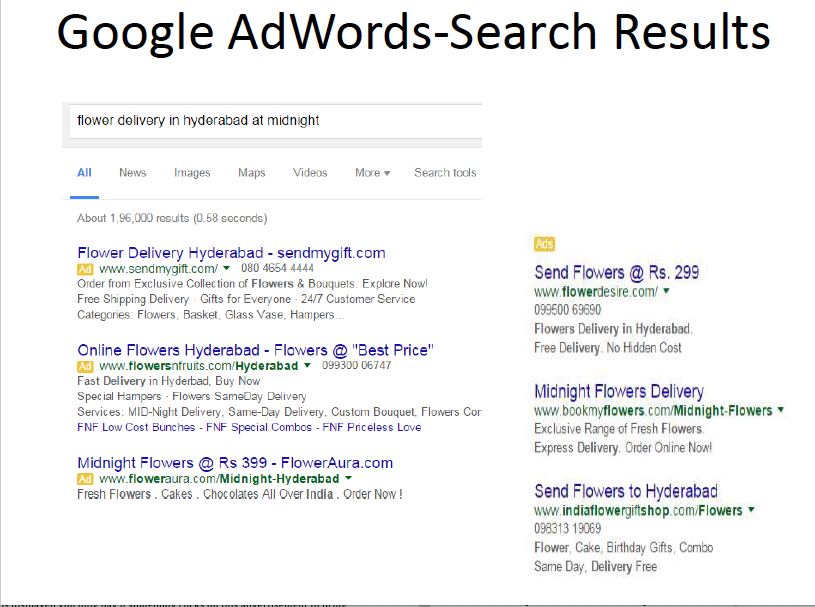 Google AdWords-Search Results
flower delivery in hyderabad at midnight
All News Images Maps Videos More ▾ Search tools
About 1,96,000 results (0.58 seconds)
Flower Delivery Hyderabad - sendmygift.com
Ad www.sendmygift.com/ ▾ 080 4654 4444
Order from Exclusive Collection of Flowers & Bouquets. Explore Now!
Free Shipping Delivery · Gifts for Everyone · 24/7 Customer Service
Categories: Flowers, Basket, Glass Vase, Hampers...
Online Flowers Hyderabad - Flowers @ "Best Price"
Ad www.flowersnfruits.com/Hyderabad ▾ 099300 06747
Fast Delivery in Hyderbad, Buy Now
Special Hampers · Flowers SameDay Delivery
Services: MID-Night Delivery, Same-Day Delivery, Custom Bouquet, Flowers Cor
FNF Low Cost Bunches - FNF Special Combos - FNF Priceless Love
Midnight Flowers @ Rs 399 - FlowerAura.com
Ad www.floweraura.com/Midnight-Hyderabad ▾
Fresh Flowers . Cakes . Chocolates All Over India . Order Now !
Ads
Send Flowers @ Rs. 299
www.flowerdesire.com/ ▾
099500 69690
Flowers Delivery in Hyderabad.
Free Delivery. No Hidden Cost
Midnight Flowers Delivery
www.bookmyflowers.com/Midnight-Flowers ▾
Exclusive Range of Fresh Flowers.
Express Delivery. Order Online Now!
Send Flowers to Hyderabad
www.indiaflowergiftshop.com/Flowers ▾
098313 19069
Flower, Cake, Birthday Gifts, Combo
Same Day, Delivery Free